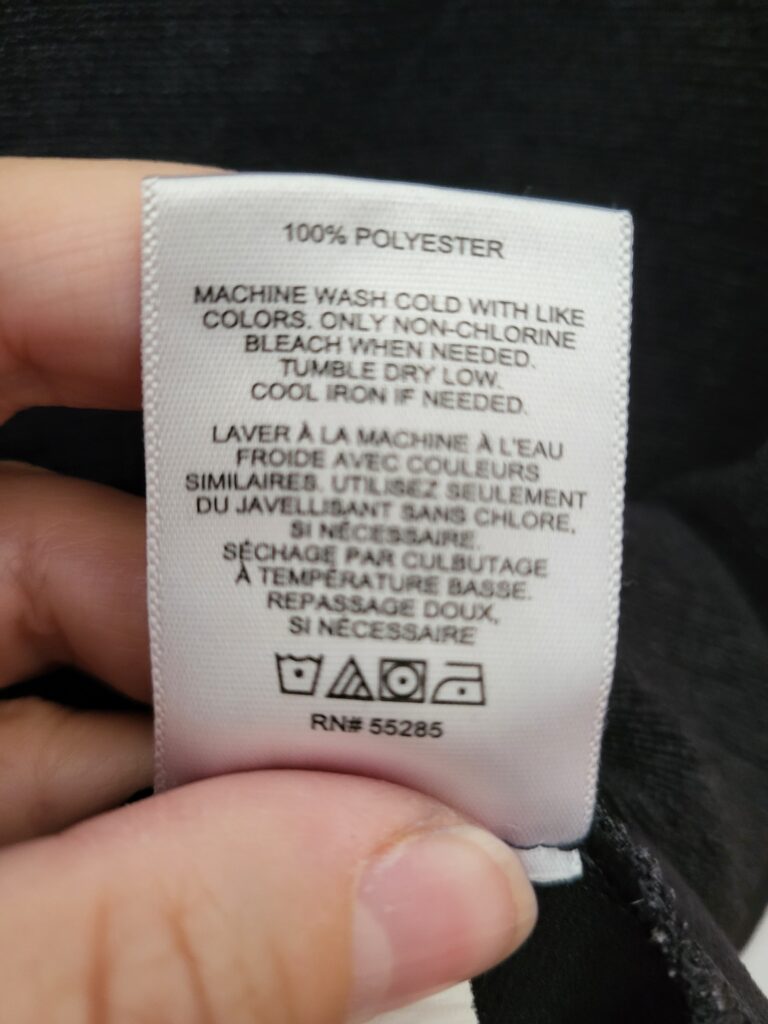 100% POLYESTER
MACHINE WASH COLD WITH LIKE
COLORS. ONLY NON-CHLORINE
BLEACH WHEN NEEDED.
TUMBLE DRY LOW.
COOL IRON IF NEEDED.
LAVER À LA MACHINE À L'EAU
FROIDE AVEC COULEURS
SIMILAIRES. UTILISEZ SEULEMENT
DU JAVELLISANT SANS CHLORE,
SI NÉCESSAIRE.
SÉCHAGE PAR CULBUTAGE
À TEMPÉRATURE BASSE.
REPASSAGE DOUX,
SI NÉCESSAIRE
RN# 55285